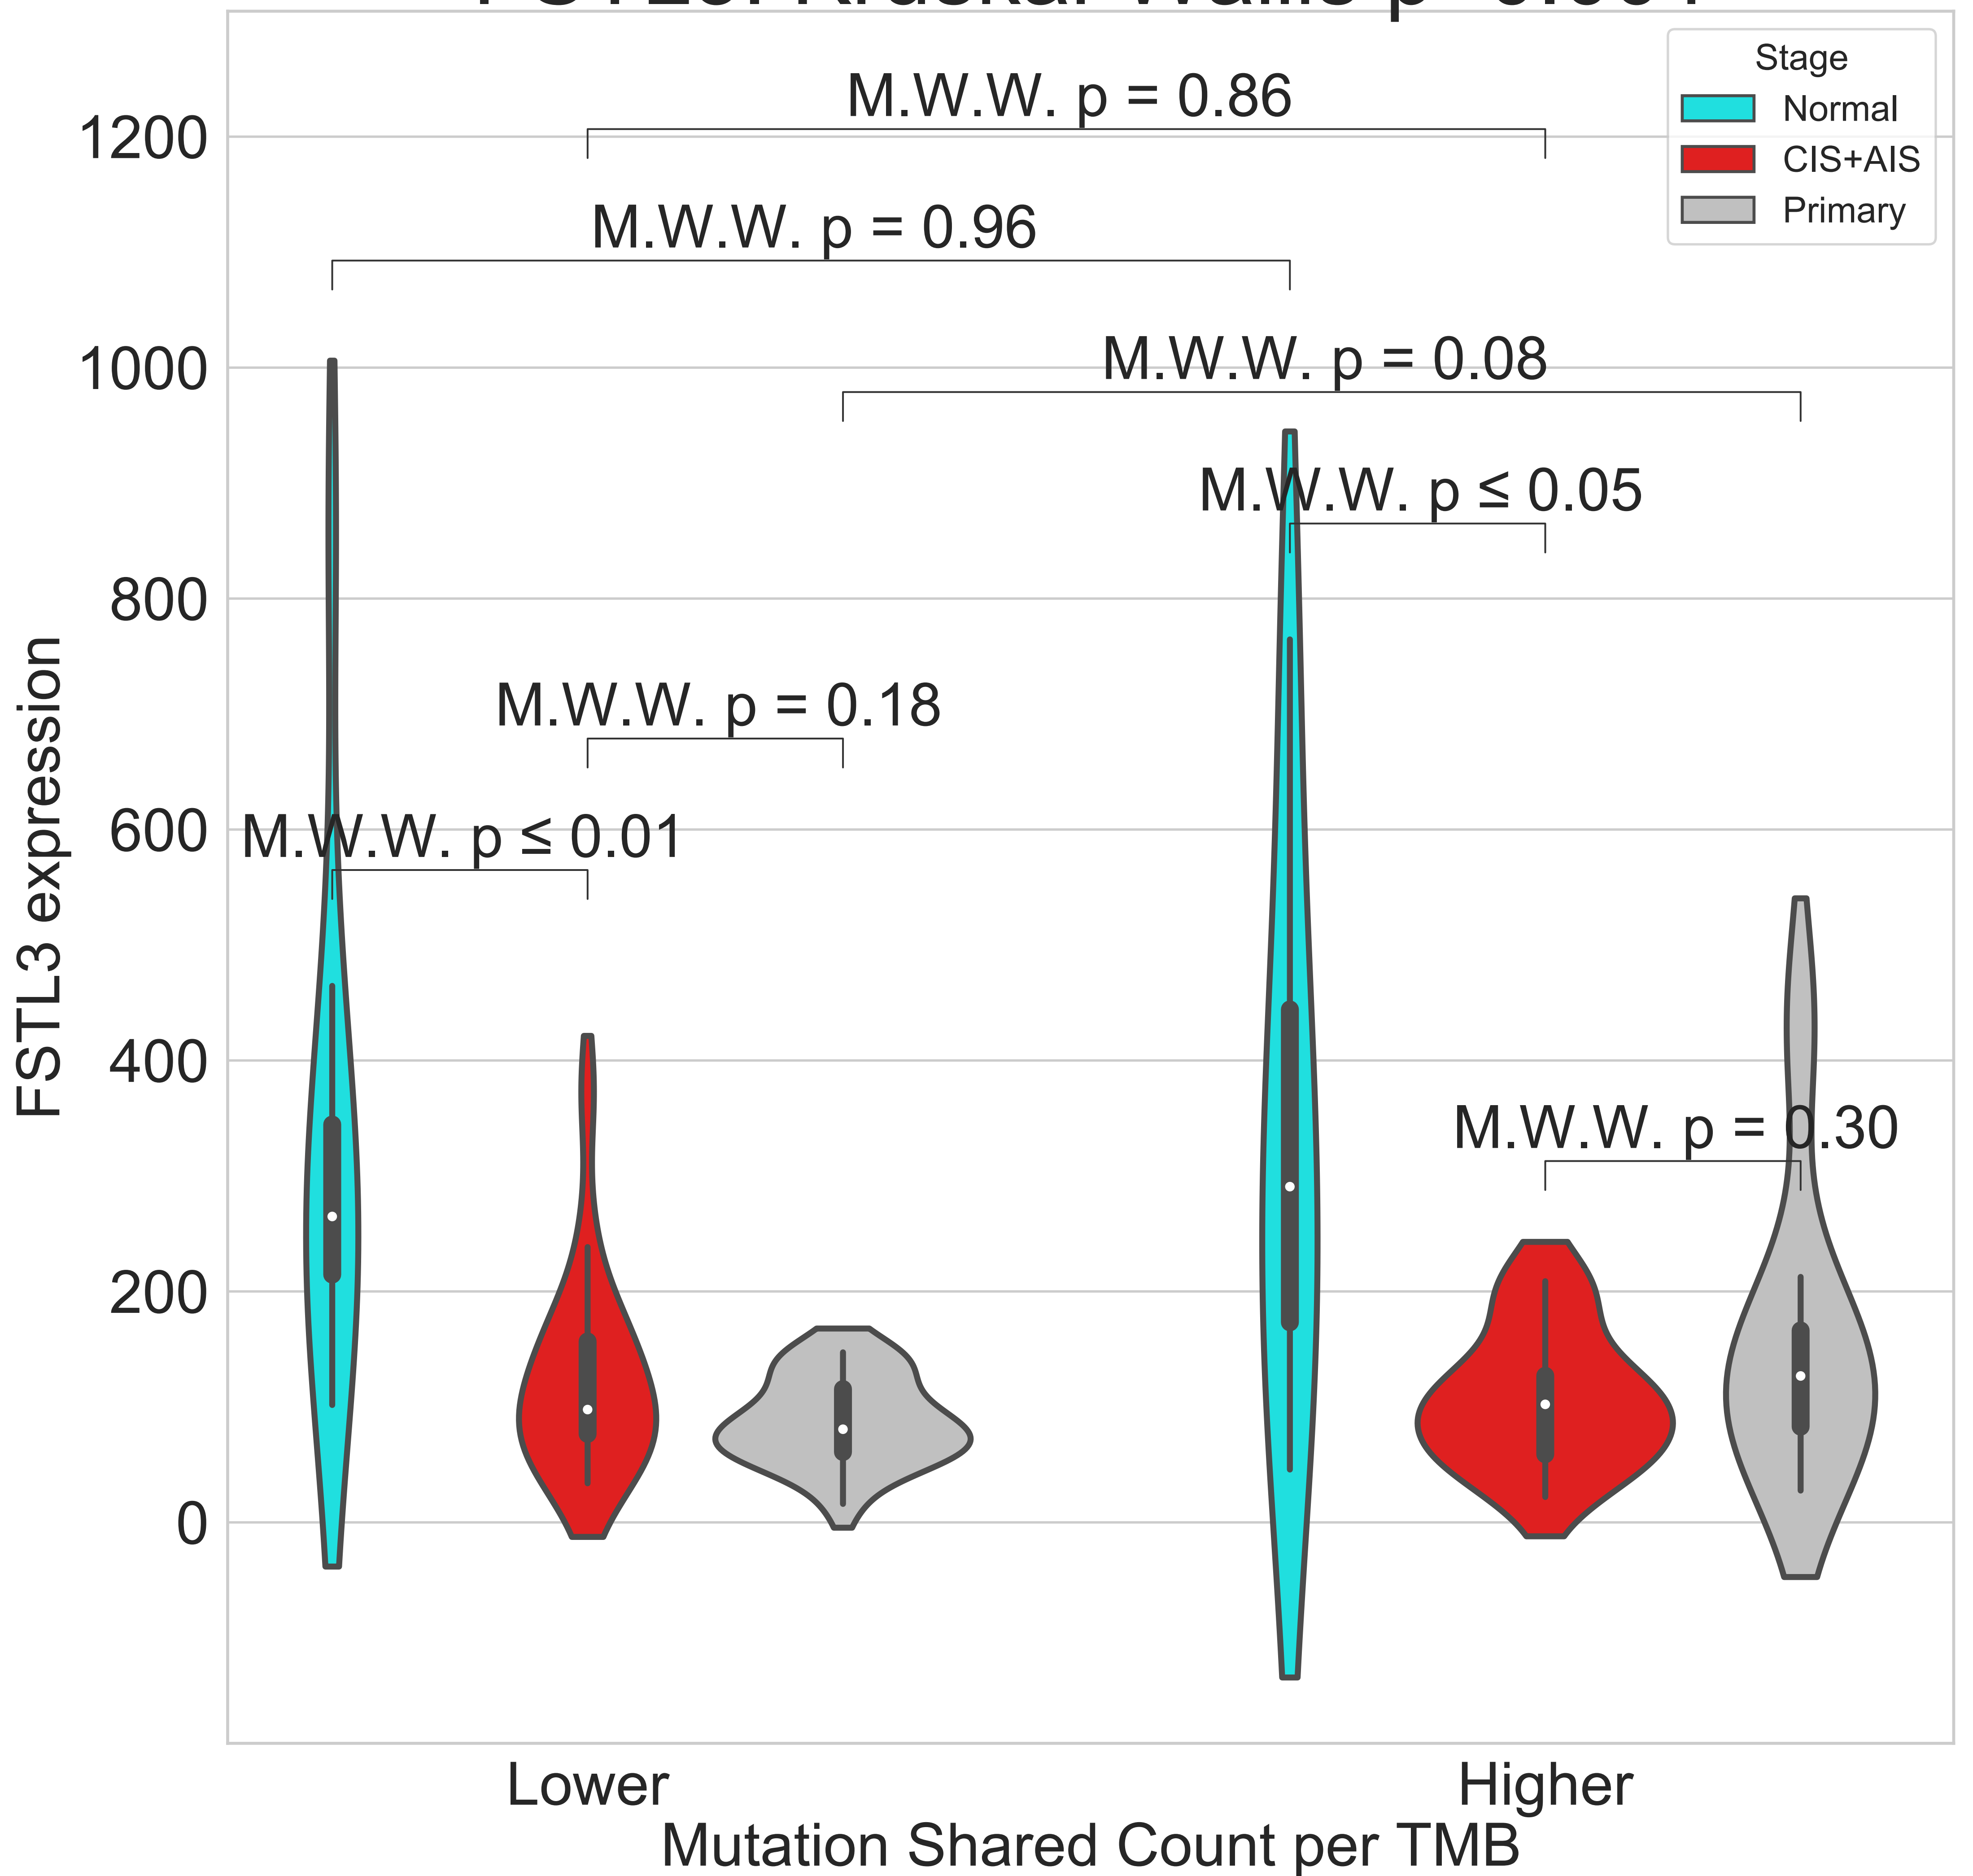 Stage
Normal
CIS+AIS
Primary
M.W.W. p = 0.86
M.W.W. p = 0.96
M.W.W. p = 0.08
M.W.W. p ≤ 0.05
M.W.W. p = 0.18
M.W.W. p ≤ 0.01
M.W.W. p = 0.30
1200
1000
800
600
400
200
0
FSTL3 expression
Lower
Higher
Mutation Shared Count per TMB